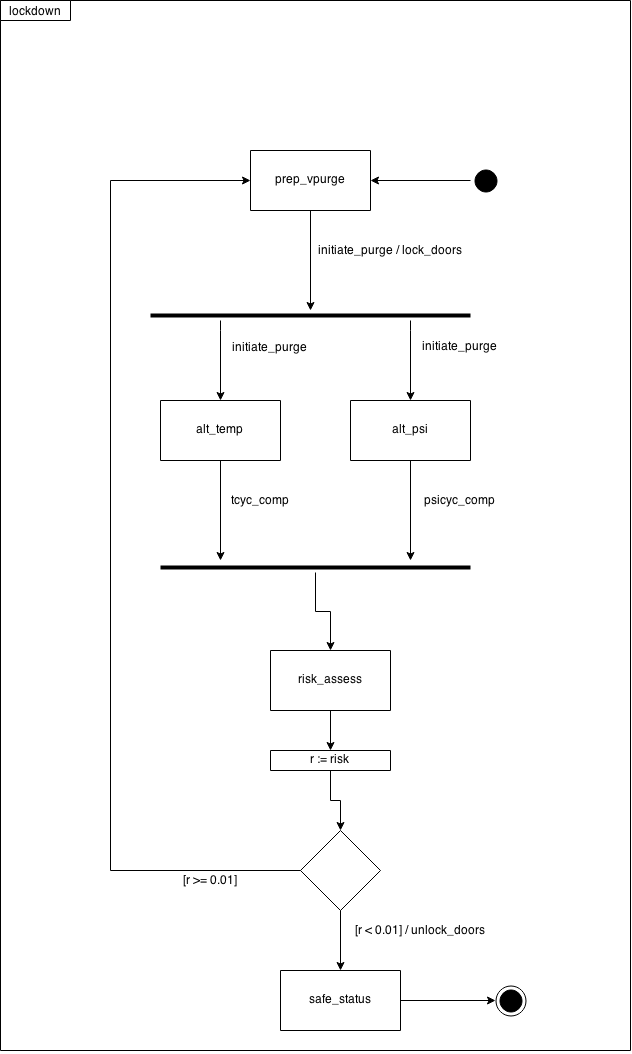 lockdown
prep_vpurge
initiate_purge / lock_doors
initiate_purge
initiate_purge
alt_temp
alt_psi
tcyc_comp
psicyc_comp
risk_assess
r := risk
[r >= 0.01]
[r < 0.01] / unlock_doors
safe_status